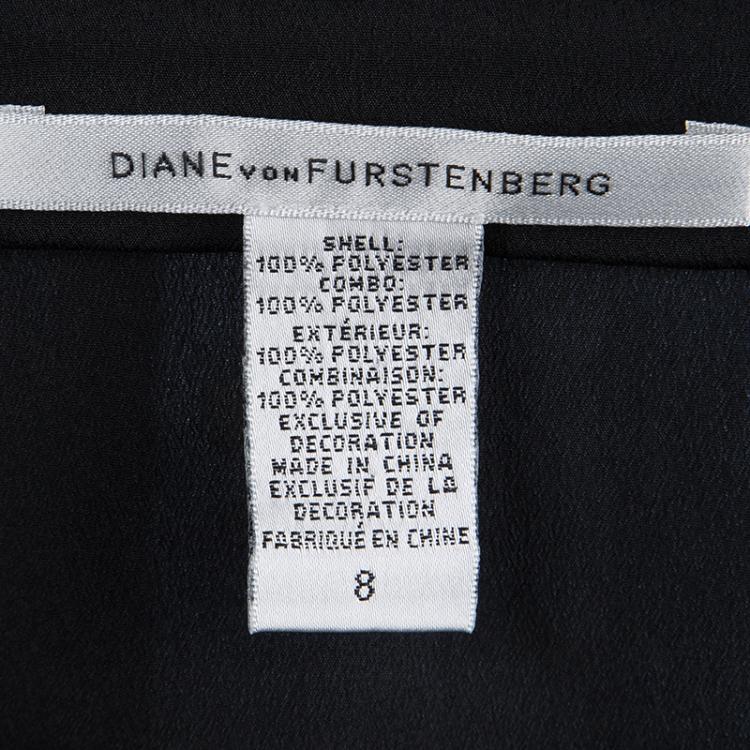 DIANE VON FURSTENBERG
SHELL:
100% POLYESTER
COMBO:
100% POLYESTER
EXTÉRIEUR:
100% POLYESTER
COMBINAISON:
100% POLYESTER
EXCLUSIVE OF
DECORATION
MADE IN CHINA
EXCLUSIF DE LA
DECORATION
FABRIQUÉ EN CHINE
8